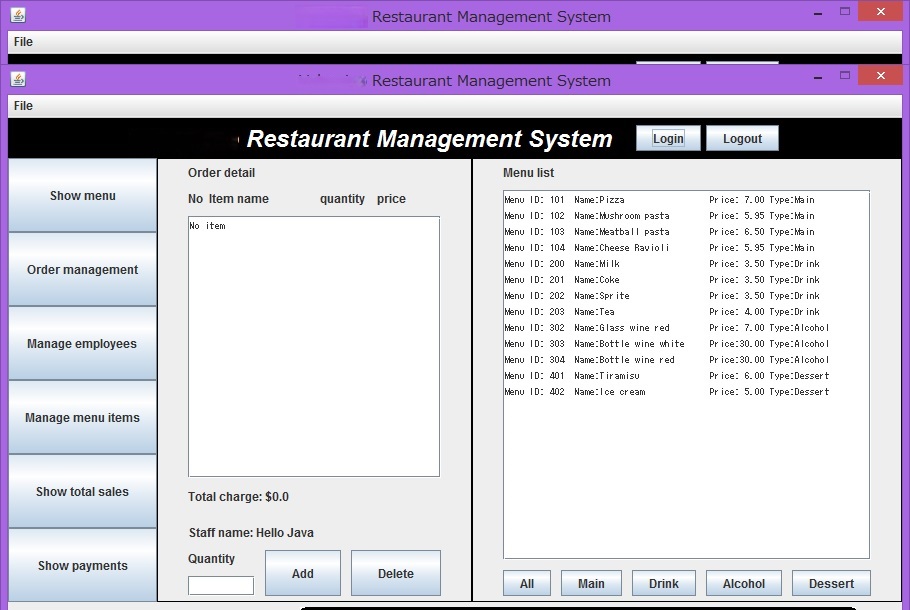 Restaurant Management System
File
Restaurant Management System
File
Restaurant Management System Login Logout
Show menu
Order management
Manage employees
Manage menu items
Show total sales
Show payments
Order detail
No Item name quantity price
No item
Total charge: $0.0
Staff name: Hello Java
Quantity
Add Delete
Menu list
Menu ID: 101 Name:Pizza Price: 7.00 Type:Main
Menu ID: 102 Name:Mushroom pasta Price: 5.95 Type:Main
Menu ID: 103 Name:Meatball pasta Price: 6.50 Type:Main
Menu ID: 104 Name:Cheese Ravioli Price: 5.95 Type:Main
Menu ID: 200 Name:Milk Price: 3.50 Type:Drink
Menu ID: 201 Name:Coke Price: 3.50 Type:Drink
Menu ID: 202 Name:Sprite Price: 3.50 Type:Drink
Menu ID: 203 Name:Tea Price: 4.00 Type:Drink
Menu ID: 302 Name:Glass wine red Price: 7.00 Type:Alcohol
Menu ID: 303 Name:Bottle wine white Price:30.00 Type:Alcohol
Menu ID: 304 Name:Bottle wine red Price:30.00 Type:Alcohol
Menu ID: 401 Name:Tiramisu Price: 6.00 Type:Dessert
Menu ID: 402 Name:Ice cream Price: 5.00 Type:Dessert
All Main Drink Alcohol Dessert